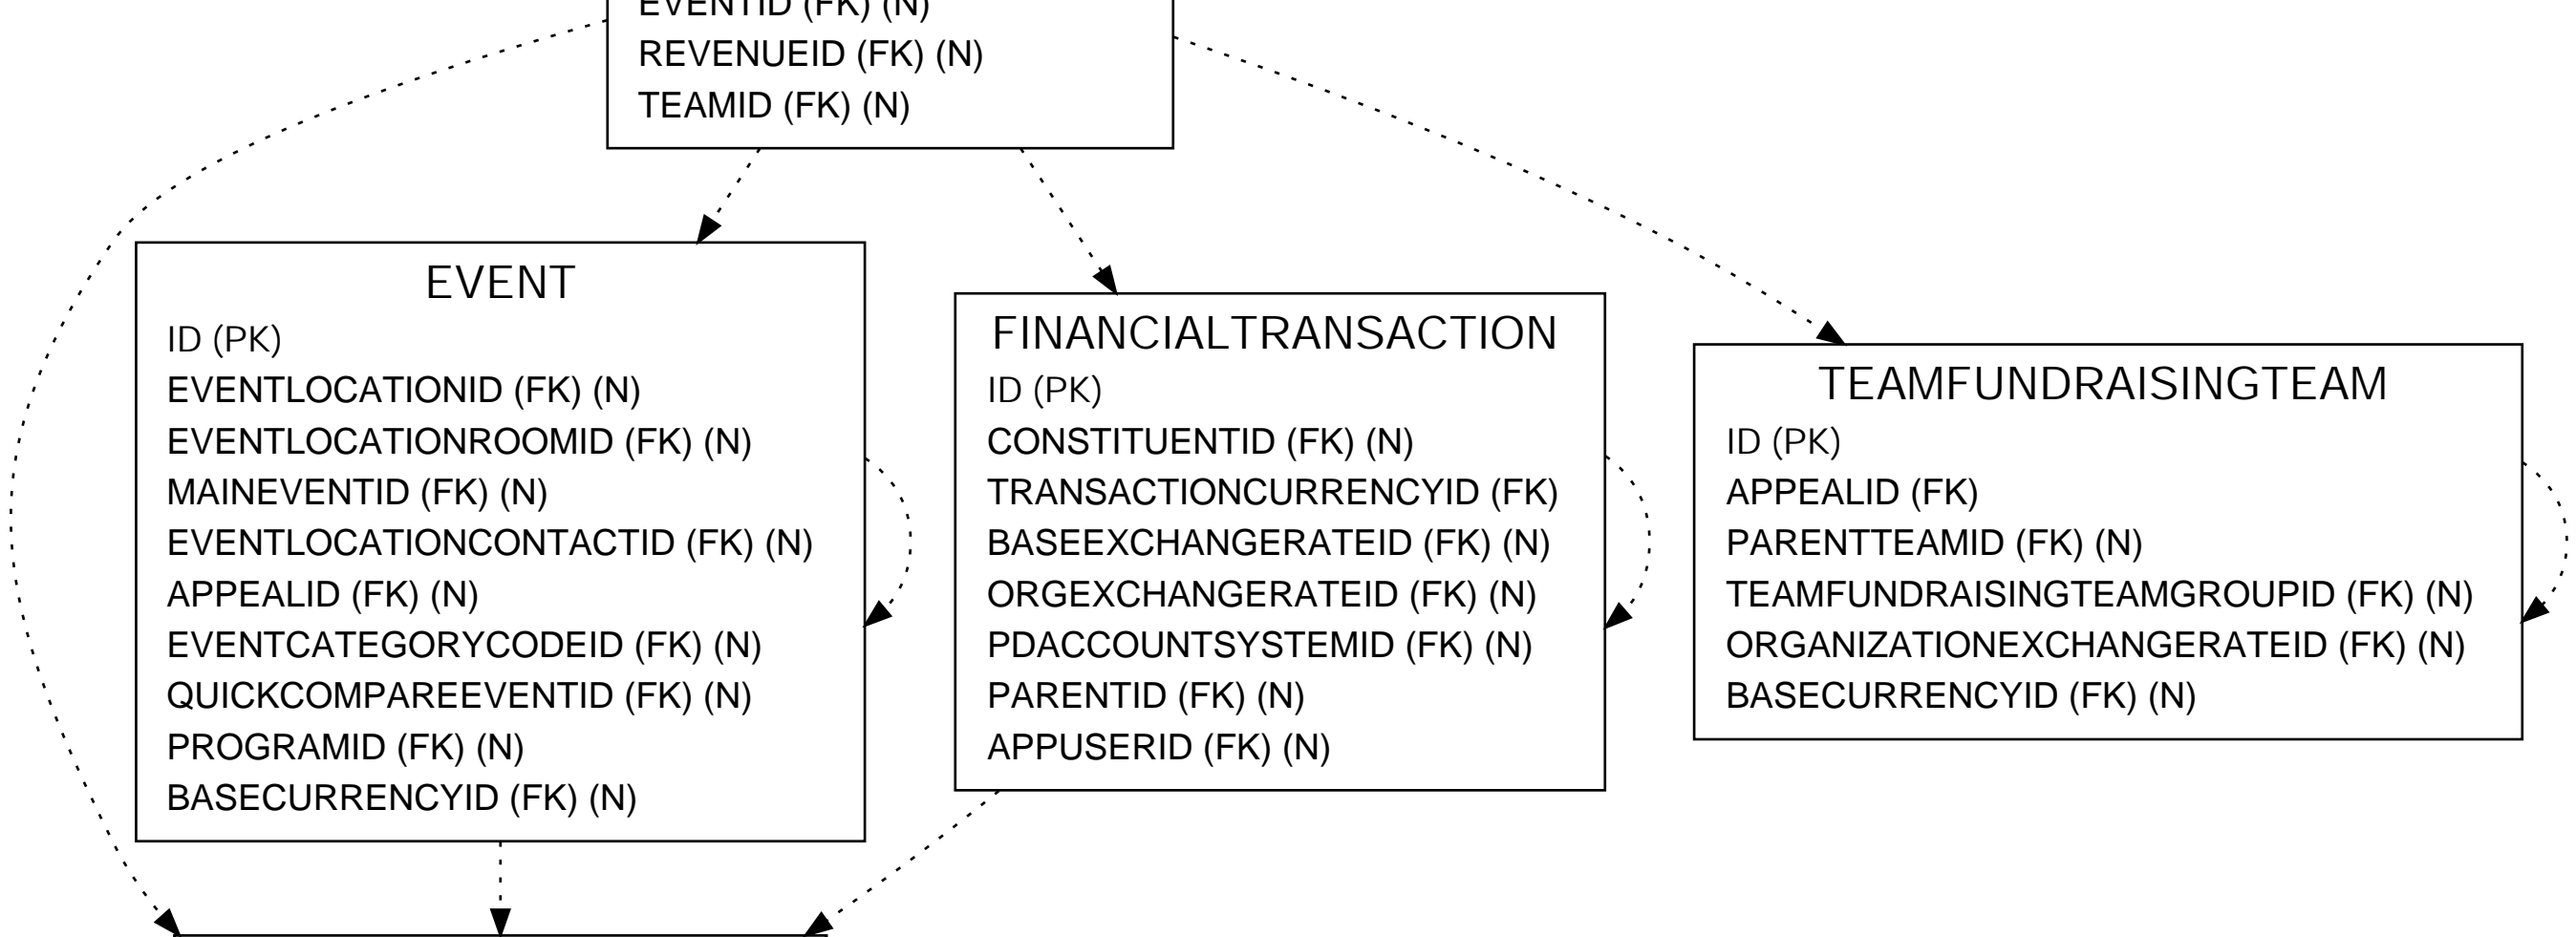 EVENTID (FK) (N)
REVENUEID (FK) (N)
TEAMID (FK) (N)
EVENT
ID (PK)
EVENTLOCATIONID (FK) (N)
EVENTLOCATIONROOMID (FK) (N)
MAINEVENTID (FK) (N)
EVENTLOCATIONCONTACTID (FK) (N)
APPEALID (FK) (N)
EVENTCATEGORYCODEID (FK) (N)
QUICKCOMPAREEVENTID (FK) (N)
PROGRAMID (FK) (N)
BASECURRENCYID (FK) (N)
FINANCIALTRANSACTION
ID (PK)
CONSTITUENTID (FK) (N)
TRANSACTIONCURRENCYID (FK)
BASEEXCHANGERATEID (FK) (N)
ORGEXCHANGERATEID (FK) (N)
PDACCOUNTSYSTEMID (FK) (N)
PARENTID (FK) (N)
APPUSERID (FK) (N)
TEAMFUNDRAISINGTEAM
ID (PK)
APPEALID (FK)
PARENTTEAMID (FK) (N)
TEAMFUNDRAISINGTEAMGROUPID (FK) (N)
ORGANIZATIONEXCHANGERATEID (FK) (N)
BASECURRENCYID (FK) (N)